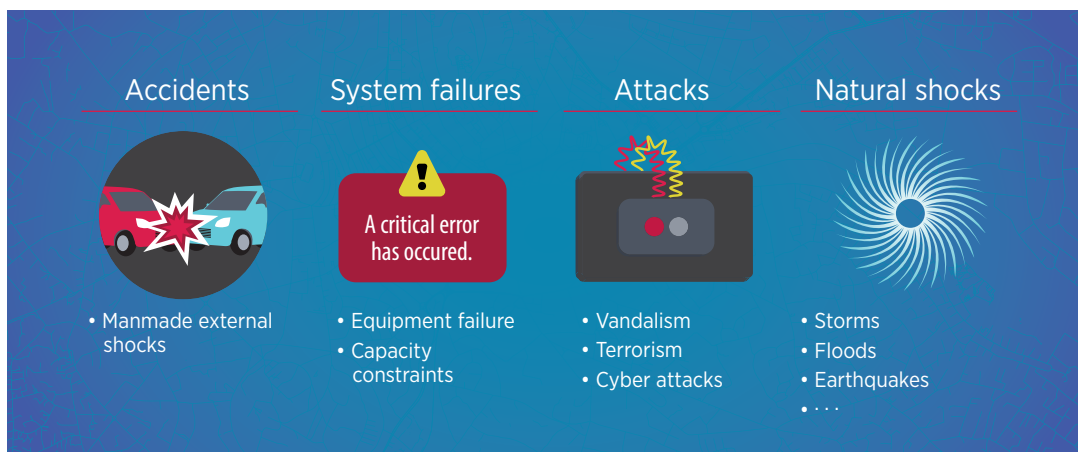 Accidents
System failures
Attacks
Natural shocks
A critical error
has occured.
• Manmade external
shocks
• Equipment failure
• Capacity
constraints
• Vandalism
• Terrorism
• Cyber attacks
• Storms
• Floods
• Earthquakes
• · · ·